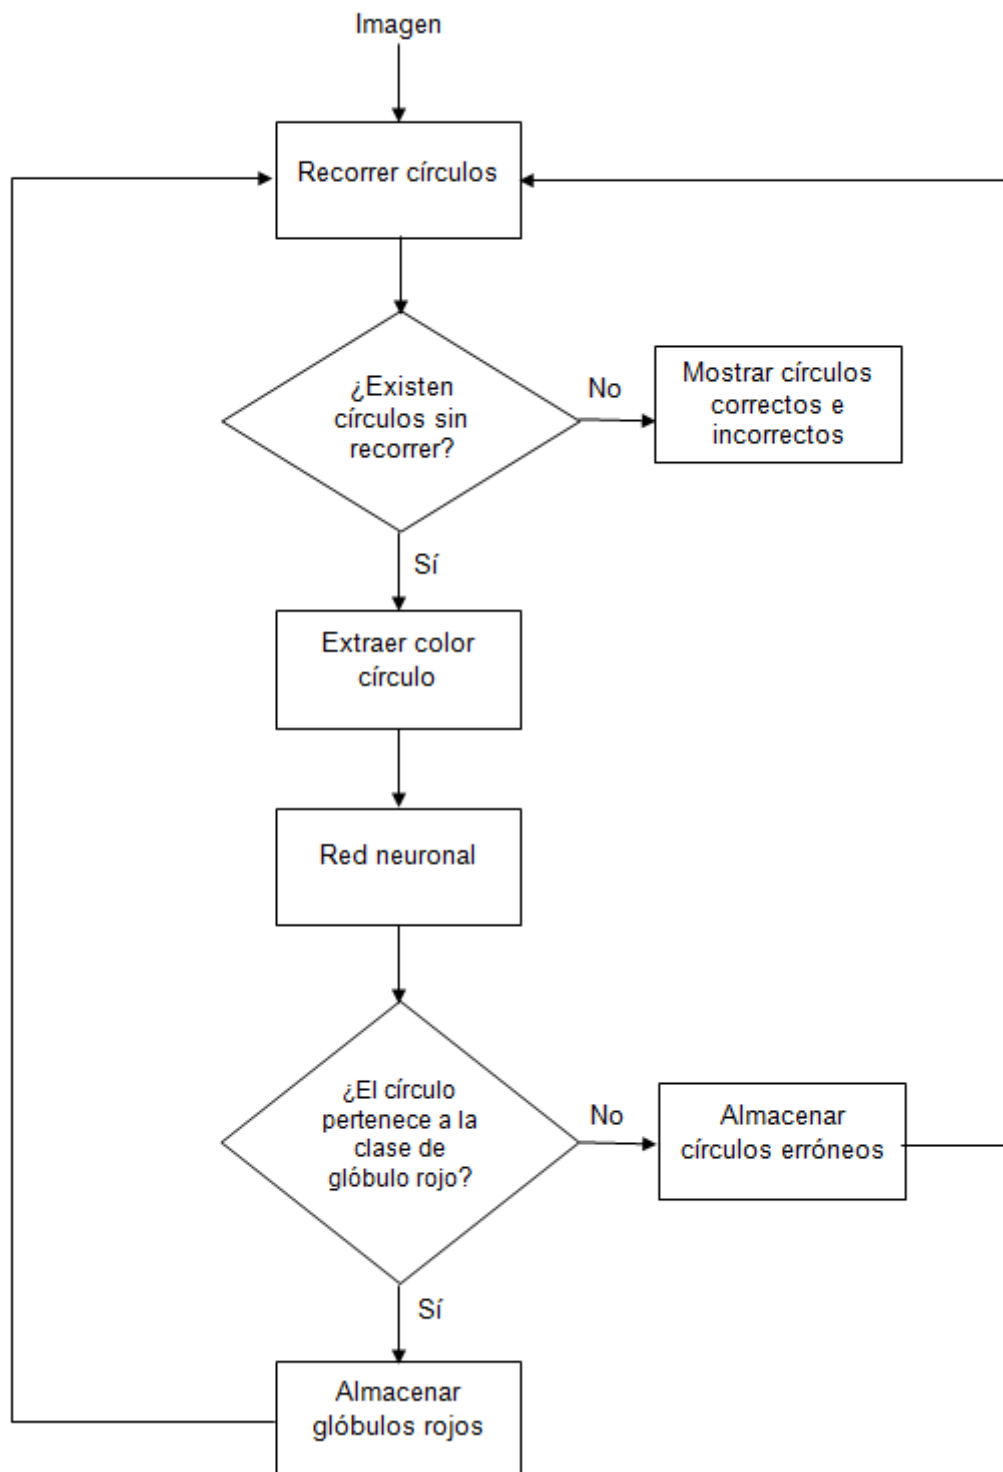 Imagen
Recorrer círculos
¿Existen
círculos sin
recorrer?
No
Mostrar círculos
correctos e
incorrectos
Sí
Extraer color
círculo
Red neuronal
¿El círculo
pertenece a la
clase de
glóbulo rojo?
No
Almacenar
círculos erróneos
Sí
Almacenar
glóbulos rojos